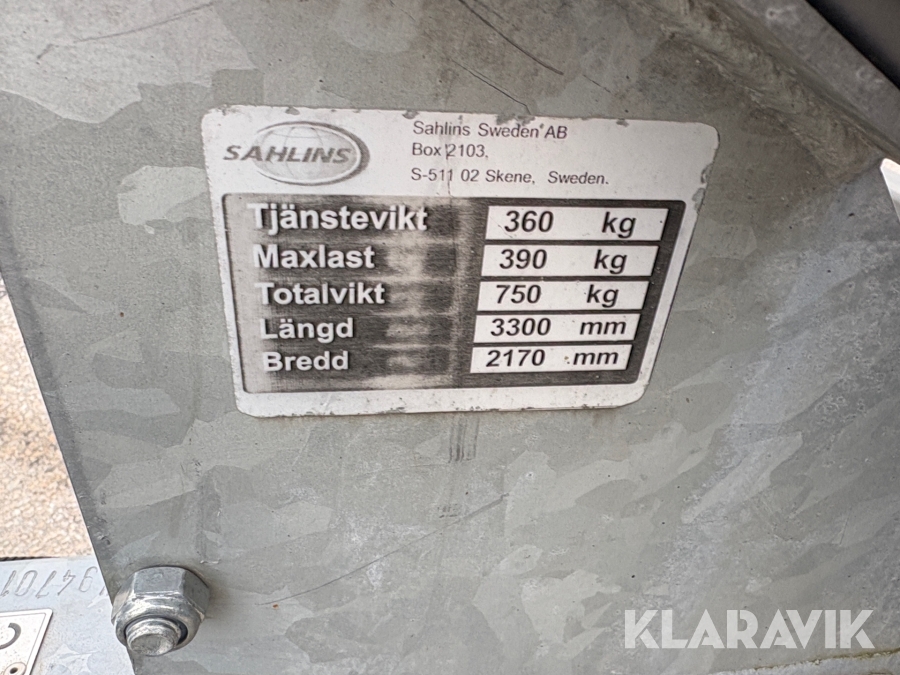 SAHLINS
Sahlins Sweden AB
Box 2103,
S-511 02 Skene, Sweden.
Tjänstevikt 360 kg
Maxlast 390 kg
Totalvikt 750 kg
Längd 3300 mm
Bredd 2170 mm
94701
KLARAVIK